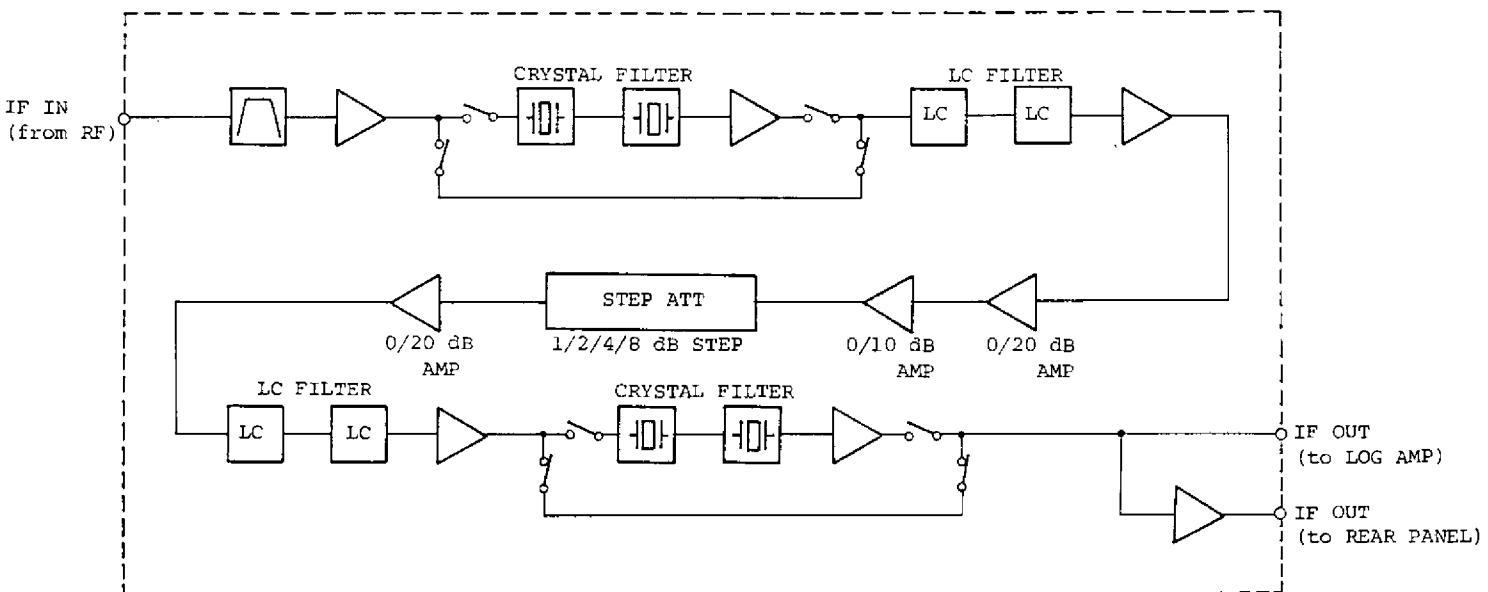 CRYSTAL FILTER
LC FILTER
IF IN
(from RF)
LC
LC
STEP ATT
0/20 dB
AMP
1/2/4/8 dB STEP
0/10 dB
AMP
0/20 dB
AMP
LC FILTER
CRYSTAL FILTER
LC
LC
IF OUT
(to LOG AMP)
IF OUT
(to REAR PANEL)